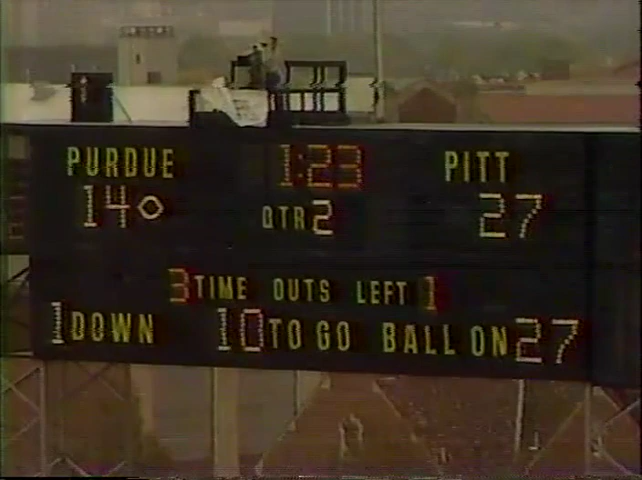 PURDUE 1:23 PITT
14 QTR 2 27
3 TIME OUTS LEFT 1
1 DOWN 10 TO GO BALL ON 27